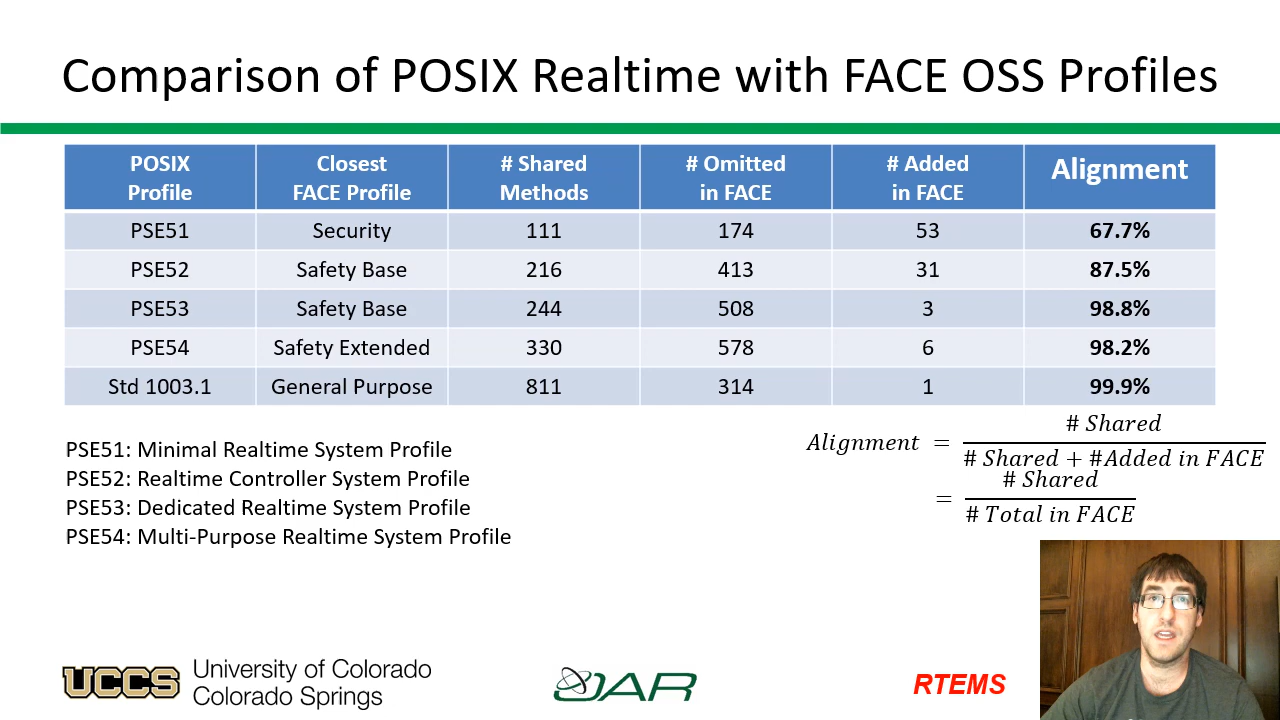 Comparison of POSIX Realtime with FACE OSS Profiles
POSIX Profile | Closest FACE Profile | # Shared Methods | # Omitted in FACE | # Added in FACE | Alignment
PSE51 | Security | 111 | 174 | 53 | 67.7%
PSE52 | Safety Base | 216 | 413 | 31 | 87.5%
PSE53 | Safety Base | 244 | 508 | 3 | 98.8%
PSE54 | Safety Extended | 330 | 578 | 6 | 98.2%
Std 1003.1 | General Purpose | 811 | 314 | 1 | 99.9%
PSE51: Minimal Realtime System Profile
PSE52: Realtime Controller System Profile
PSE53: Dedicated Realtime System Profile
PSE54: Multi-Purpose Realtime System Profile
# Shared
Alignment =
# Shared + #Added in FACE
# Shared
=
# Total in FACE
UCCS
University of Colorado
Colorado Springs
OAR
RTEMS